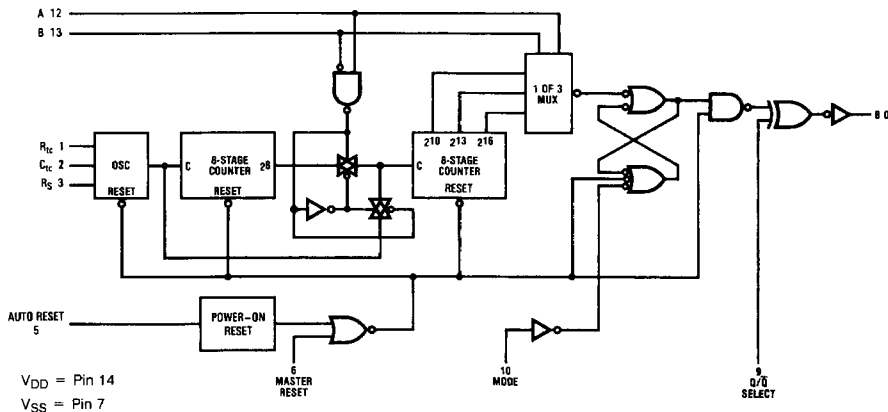 A 12
B 13
1 OF 3
MUX
2¹⁰
2¹³
2¹⁶
Rtc 1
Ctc 2
RS 3
OSC
RESET
C
8-STAGE
COUNTER
2⁸
RESET
C
8-STAGE
COUNTER
RESET
8 Q
AUTO RESET
5
POWER-ON
RESET
6
MASTER
RESET
10
MODE
9
Q/Q̅
SELECT
VDD = Pin 14
VSS = Pin 7